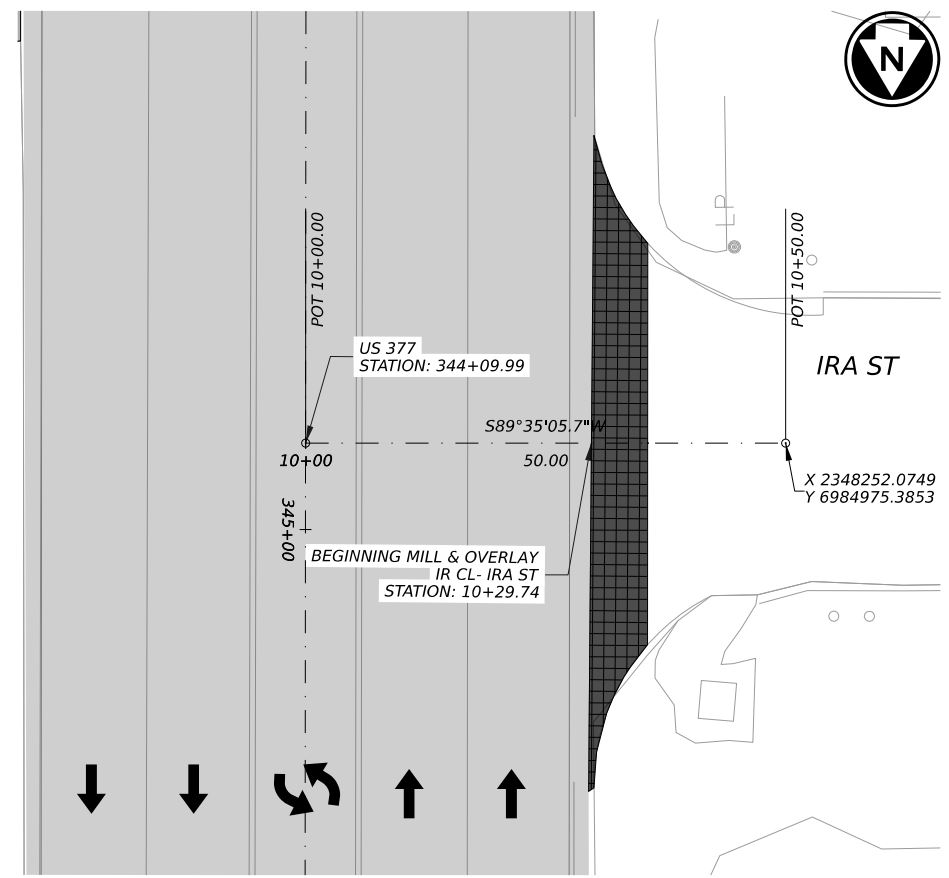 N
POT 10+00.00
LP
POT 10+50.00
US 377
STATION: 344+09.99
IRA ST
S89°35'05.7"W
10+00
50.00
X 2348252.0749
Y 6984975.3853
345+00
BEGINNING MILL & OVERLAY
IR CL- IRA ST
STATION: 10+29.74